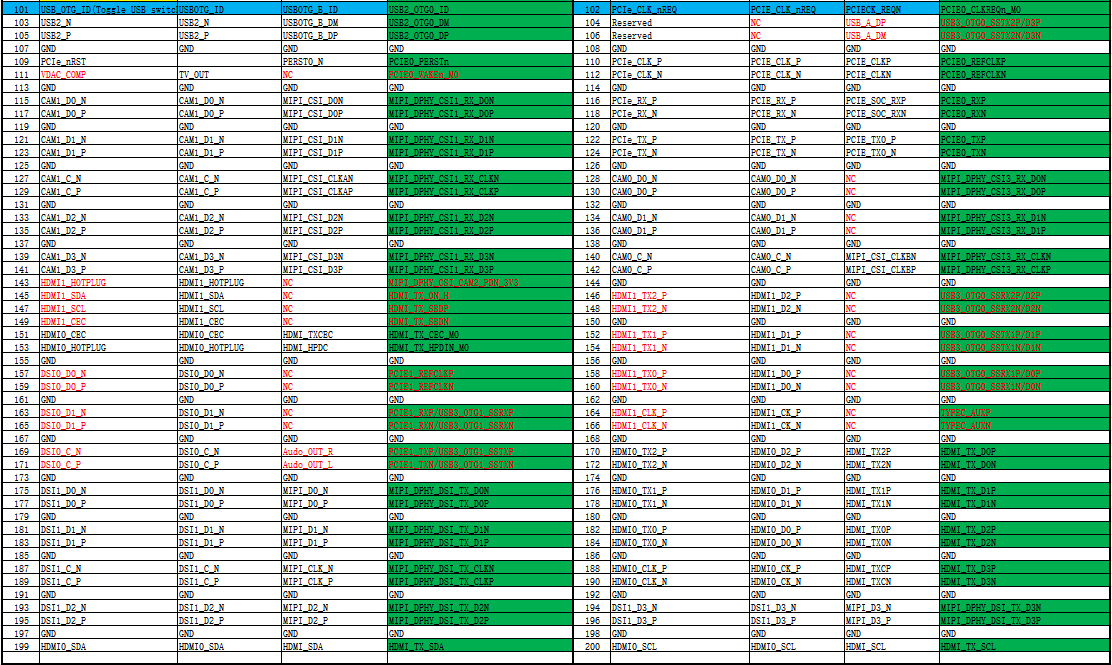 101 USB_OTG_ID(Toggle USB switc USBOTG_ID USBOTG_B_ID USB2_OTG0_ID 102 PCIe_CLK_nREQ PCIE_CLK_nREQ PCIECK_REQN PCIE0_CLKREQn_M0
103 USB2_N USB2_N USBOTG_B_DM USB2_OTG0_DM 104 Reserved NC USB_A_DP USB3_OTG0_SSTX2P/D3P
105 USB2_P USB2_P USBOTG_B_DP USB2_OTG0_DP 106 Reserved NC USB_A_DM USB3_OTG0_SSTX2N/D3N
107 GND GND GND GND 108 GND GND GND GND
109 PCIe_nRST PERST0_N PCIE0_PERSTn 110 PCIe_CLK_P PCIE_CLK_P PCIE_CLKP PCIE0_REFCLKP
111 VDAC_COMP TV_OUT NC PCIE0_WAKEn_M0 112 PCIe_CLK_N PCIE_CLK_N PCIE_CLKN PCIE0_REFCLKN
113 GND GND GND GND 114 GND GND GND GND
115 CAM1_D0_N CAM1_D0_N MIPI_CSI_D0N MIPI_DPHY_CSI1_RX_D0N 116 PCIe_RX_P PCIE_RX_P PCIE_SOC_RXP PCIE0_RXP
117 CAM1_D0_P CAM1_D0_P MIPI_CSI_D0P MIPI_DPHY_CSI1_RX_D0P 118 PCIe_RX_N PCIE_RX_N PCIE_SOC_RXN PCIE0_RXN
119 GND GND GND GND 120 GND GND GND GND
121 CAM1_D1_N CAM1_D1_N MIPI_CSI_D1N MIPI_DPHY_CSI1_RX_D1N 122 PCIe_TX_P PCIE_TX_P PCIE_TX0_P PCIE0_TXP
123 CAM1_D1_P CAM1_D1_P MIPI_CSI_D1P MIPI_DPHY_CSI1_RX_D1P 124 PCIe_TX_N PCIE_TX_N PCIE_TX0_N PCIE0_TXN
125 GND GND GND GND 126 GND GND GND GND
127 CAM1_C_N CAM1_C_N MIPI_CSI_CLKAN MIPI_DPHY_CSI1_RX_CLKN 128 CAM0_D0_N CAM0_D0_N NC MIPI_DPHY_CSI3_RX_D0N
129 CAM1_C_P CAM1_C_P MIPI_CSI_CLKAP MIPI_DPHY_CSI1_RX_CLKP 130 CAM0_D0_P CAM0_D0_P NC MIPI_DPHY_CSI3_RX_D0P
131 GND GND GND GND 132 GND GND GND GND
133 CAM1_D2_N CAM1_D2_N MIPI_CSI_D2N MIPI_DPHY_CSI1_RX_D2N 134 CAM0_D1_N CAM0_D1_N NC MIPI_DPHY_CSI3_RX_D1N
135 CAM1_D2_P CAM1_D2_P MIPI_CSI_D2P MIPI_DPHY_CSI1_RX_D2P 136 CAM0_D1_P CAM0_D1_P NC MIPI_DPHY_CSI3_RX_D1P
137 GND GND GND GND 138 GND GND GND GND
139 CAM1_D3_N CAM1_D3_N MIPI_CSI_D3N MIPI_DPHY_CSI1_RX_D3N 140 CAM0_C_N CAM0_C_N MIPI_CSI_CLKBN MIPI_DPHY_CSI3_RX_CLKN
141 CAM1_D3_P CAM1_D3_P MIPI_CSI_D3P MIPI_DPHY_CSI1_RX_D3P 142 CAM0_C_P CAM0_C_P MIPI_CSI_CLKBP MIPI_DPHY_CSI3_RX_CLKP
143 HDMI1_HOTPLUG HDMI1_HOTPLUG NC MIPI_DPHY_CSI_CAM2_PDN_3V3 144 GND GND GND GND
145 HDMI1_SDA HDMI1_SDA NC HDMI_TX_ON_H 146 HDMI1_TX2_P HDMI1_D2_P NC USB3_OTG0_SSRX2P/D2P
147 HDMI1_SCL HDMI1_SCL NC HDMI_TX_SBDP 148 HDMI1_TX2_N HDMI1_D2_N NC USB3_OTG0_SSRX2N/D2N
149 HDMI1_CEC HDMI1_CEC NC HDMI_TX_SBDN 150 GND GND GND GND
151 HDMI0_CEC HDMI0_CEC HDMI_TXCEC HDMI_TX_CEC_M0 152 HDMI1_TX1_P HDMI1_D1_P NC USB3_OTG0_SSTX1P/D1P
153 HDMI0_HOTPLUG HDMI0_HOTPLUG HDMI_HPDC HDMI_TX_HPDIN_M0 154 HDMI1_TX1_N HDMI1_D1_N NC USB3_OTG0_SSTX1N/D1N
155 GND GND GND GND 156 GND GND GND GND
157 DSI0_D0_N DSI0_D0_N NC PCIE1_REFCLKP 158 HDMI1_TX0_P HDMI1_D0_P NC USB3_OTG0_SSRX1P/D0P
159 DSI0_D0_P DSI0_D0_P NC PCIE1_REFCLKN 160 HDMI1_TX0_N HDMI1_D0_N NC USB3_OTG0_SSRX1N/D0N
161 GND GND GND GND 162 GND GND GND GND
163 DSI0_D1_N DSI0_D1_N NC PCIE1_RXP/USB3_OTG1_SSRXP 164 HDMI1_CLK_P HDMI1_CK_P NC TYPEC_AUXP
165 DSI0_D1_P DSI0_D1_P NC PCIE1_RXN/USB3_OTG1_SSRXN 166 HDMI1_CLK_N HDMI1_CK_N NC TYPEC_AUXN
167 GND GND GND GND 168 GND GND GND GND
169 DSI0_C_N DSI0_C_N Audo_OUT_R PCIE1_TXP/USB3_OTG1_SSTXP 170 HDMI0_TX2_P HDMI0_D2_P HDMI_TX2P HDMI_TX_D0P
171 DSI0_C_P DSI0_C_P Audo_OUT_L PCIE1_TXN/USB3_OTG1_SSTXN 172 HDMI0_TX2_N HDMI0_D2_N HDMI_TX2N HDMI_TX_D0N
173 GND GND GND GND 174 GND GND GND GND
175 DSI1_D0_N DSI1_D0_N MIPI_D0_N MIPI_DPHY_DSI_TX_D0N 176 HDMI0_TX1_P HDMI0_D1_P HDMI_TX1P HDMI_TX_D1P
177 DSI1_D0_P DSI1_D0_P MIPI_D0_P MIPI_DPHY_DSI_TX_D0P 178 HDMI0_TX1_N HDMI0_D1_N HDMI_TX1N HDMI_TX_D1N
179 GND GND GND GND 180 GND GND GND GND
181 DSI1_D1_N DSI1_D1_N MIPI_D1_N MIPI_DPHY_DSI_TX_D1N 182 HDMI0_TX0_P HDMI0_D0_P HDMI_TX0P HDMI_TX_D2P
183 DSI1_D1_P DSI1_D1_P MIPI_D1_P MIPI_DPHY_DSI_TX_D1P 184 HDMI0_TX0_N HDMI0_D0_N HDMI_TX0N HDMI_TX_D2N
185 GND GND GND GND 186 GND GND GND GND
187 DSI1_C_N DSI1_C_N MIPI_CLK_N MIPI_DPHY_DSI_TX_CLKN 188 HDMI0_CLK_P HDMI0_CK_P HDMI_TXCP HDMI_TX_D3P
189 DSI1_C_P DSI1_C_P MIPI_CLK_P MIPI_DPHY_DSI_TX_CLKP 190 HDMI0_CLK_N HDMI0_CK_N HDMI_TXCN HDMI_TX_D3N
191 GND GND GND GND 192 GND GND GND GND
193 DSI1_D2_N DSI1_D2_N MIPI_D2_N MIPI_DPHY_DSI_TX_D2N 194 DSI1_D3_N DSI1_D3_N MIPI_D3_N MIPI_DPHY_DSI_TX_D3N
195 DSI1_D2_P DSI1_D2_P MIPI_D2_P MIPI_DPHY_DSI_TX_D2P 196 DSI1_D3_P DSI1_D3_P MIPI_D3_P MIPI_DPHY_DSI_TX_D3P
197 GND GND GND GND 198 GND GND GND GND
199 HDMI0_SDA HDMI0_SDA HDMI_SDA HDMI_TX_SDA 200 HDMI0_SCL HDMI0_SCL HDMI_SCL HDMI_TX_SCL